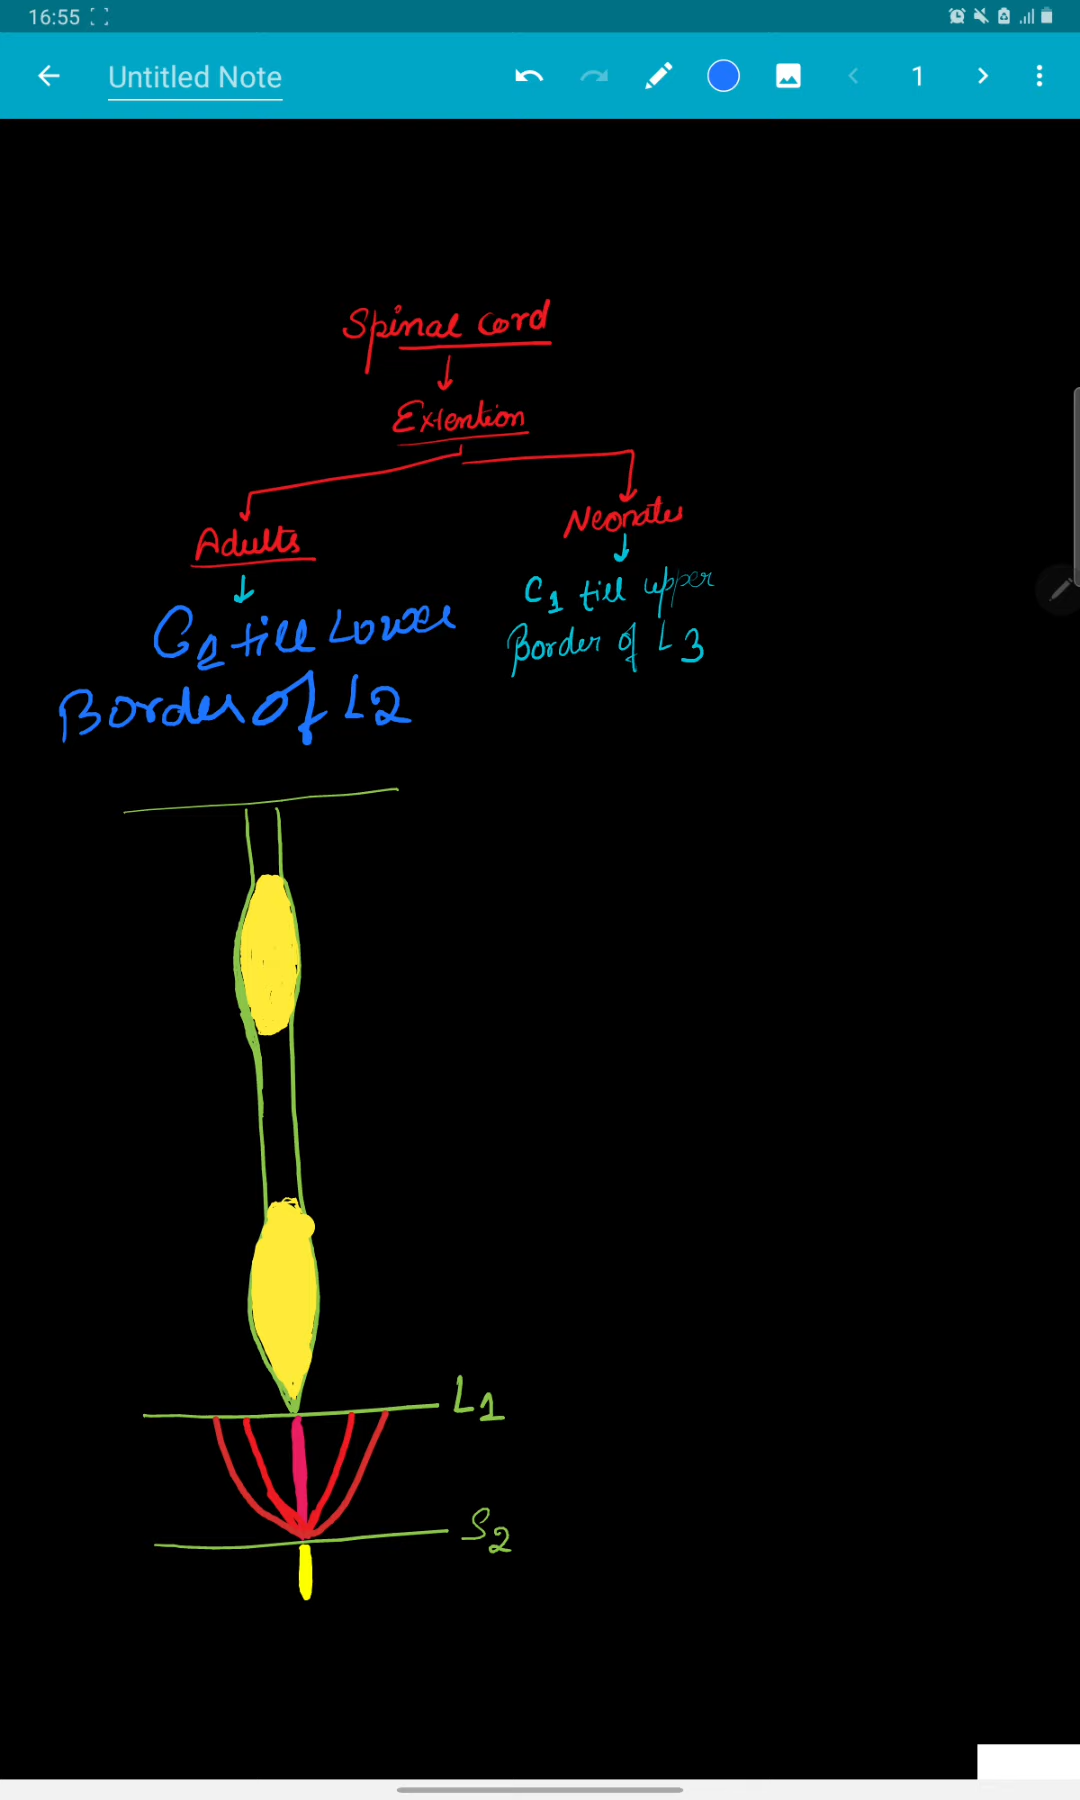 16:55
Untitled Note
1
Spinal cord
Extention
Adults
Neonates
till Lower
Border of L2
C1 till upper
Border of L3
L1
S2